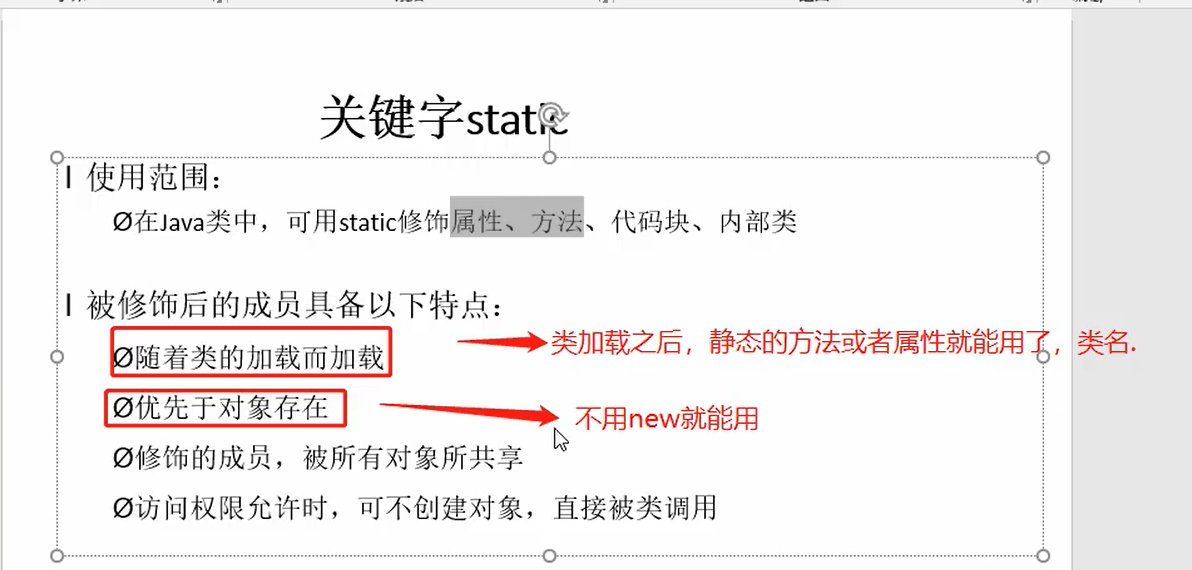 关键字static
l 使用范围：
Ø在Java类中，可用static修饰属性、方法、代码块、内部类
l 被修饰后的成员具备以下特点：
Ø随着类的加载而加载
类加载之后，静态的方法或者属性就能用了，类名.
Ø优先于对象存在
不用new就能用
Ø修饰的成员，被所有对象所共享
Ø访问权限允许时，可不创建对象，直接被类调用